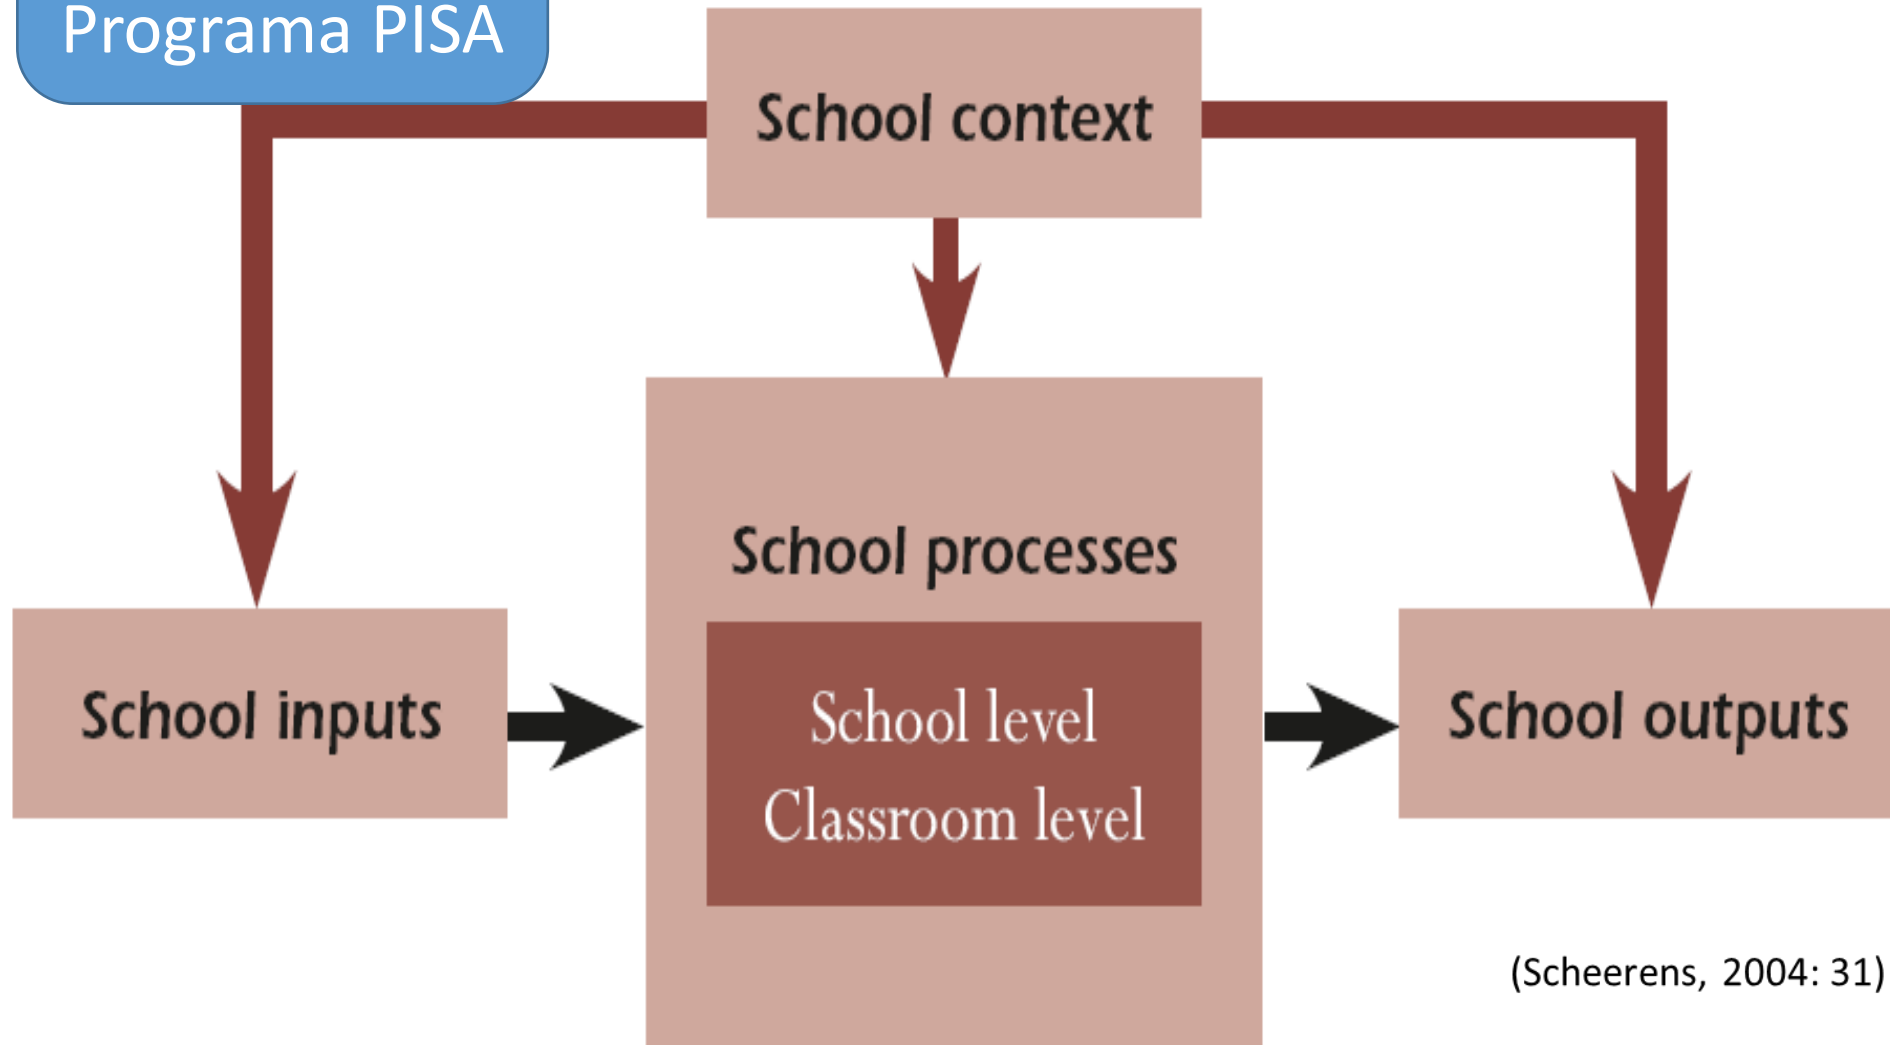 Programa PISA
School context
School processes
School inputs
School level
Classroom level
School outputs
(Scheerens, 2004: 31)